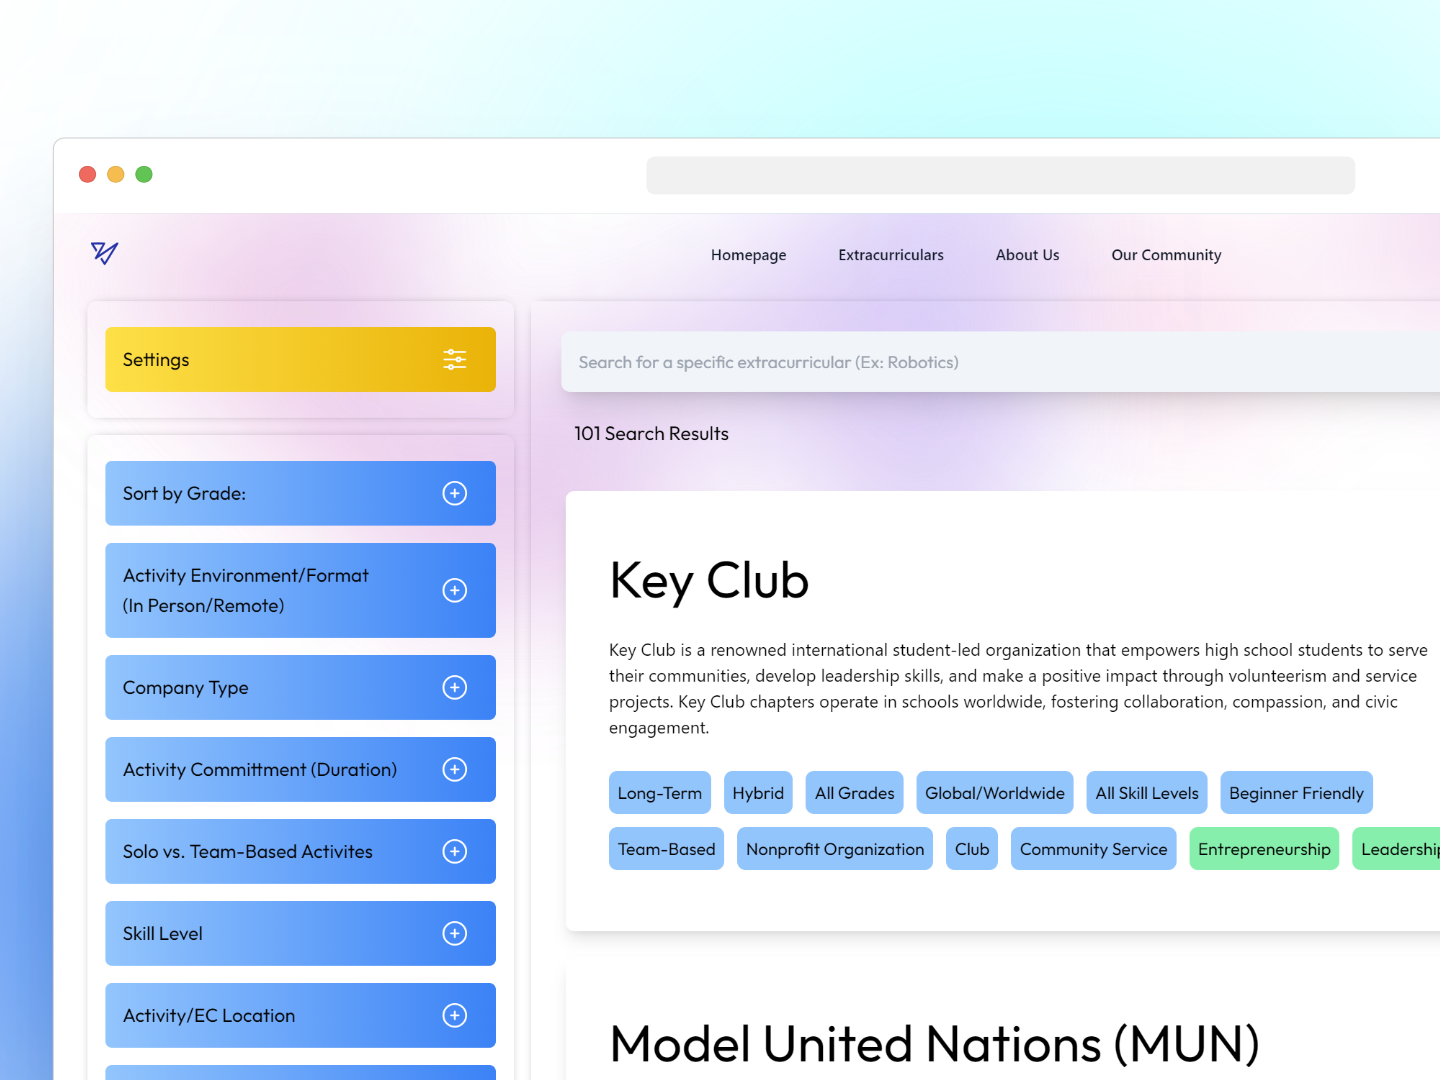 Homepage
Extracurriculars
About Us
Our Community
Settings
Search for a specific extracurricular (Ex: Robotics)
101 Search Results
Sort by Grade:
Activity Environment/Format
(In Person/Remote)
Company Type
Activity Committment (Duration)
Solo vs. Team-Based Activites
Skill Level
Activity/EC Location
Key Club
Key Club is a renowned international student-led organization that empowers high school students to serve
their communities, develop leadership skills, and make a positive impact through volunteerism and service
projects. Key Club chapters operate in schools worldwide, fostering collaboration, compassion, and civic
engagement.
Long-Term
Hybrid
All Grades
Global/Worldwide
All Skill Levels
Beginner Friendly
Team-Based
Nonprofit Organization
Club
Community Service
Entrepreneurship
Leadership
Model United Nations (MUN)